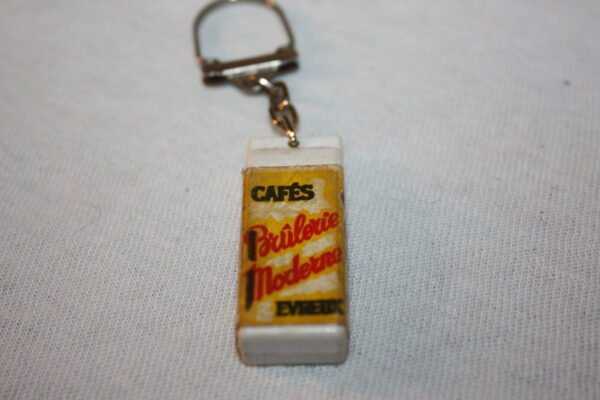 CAFÉS
Brûlerie
Moderne
EVREUX